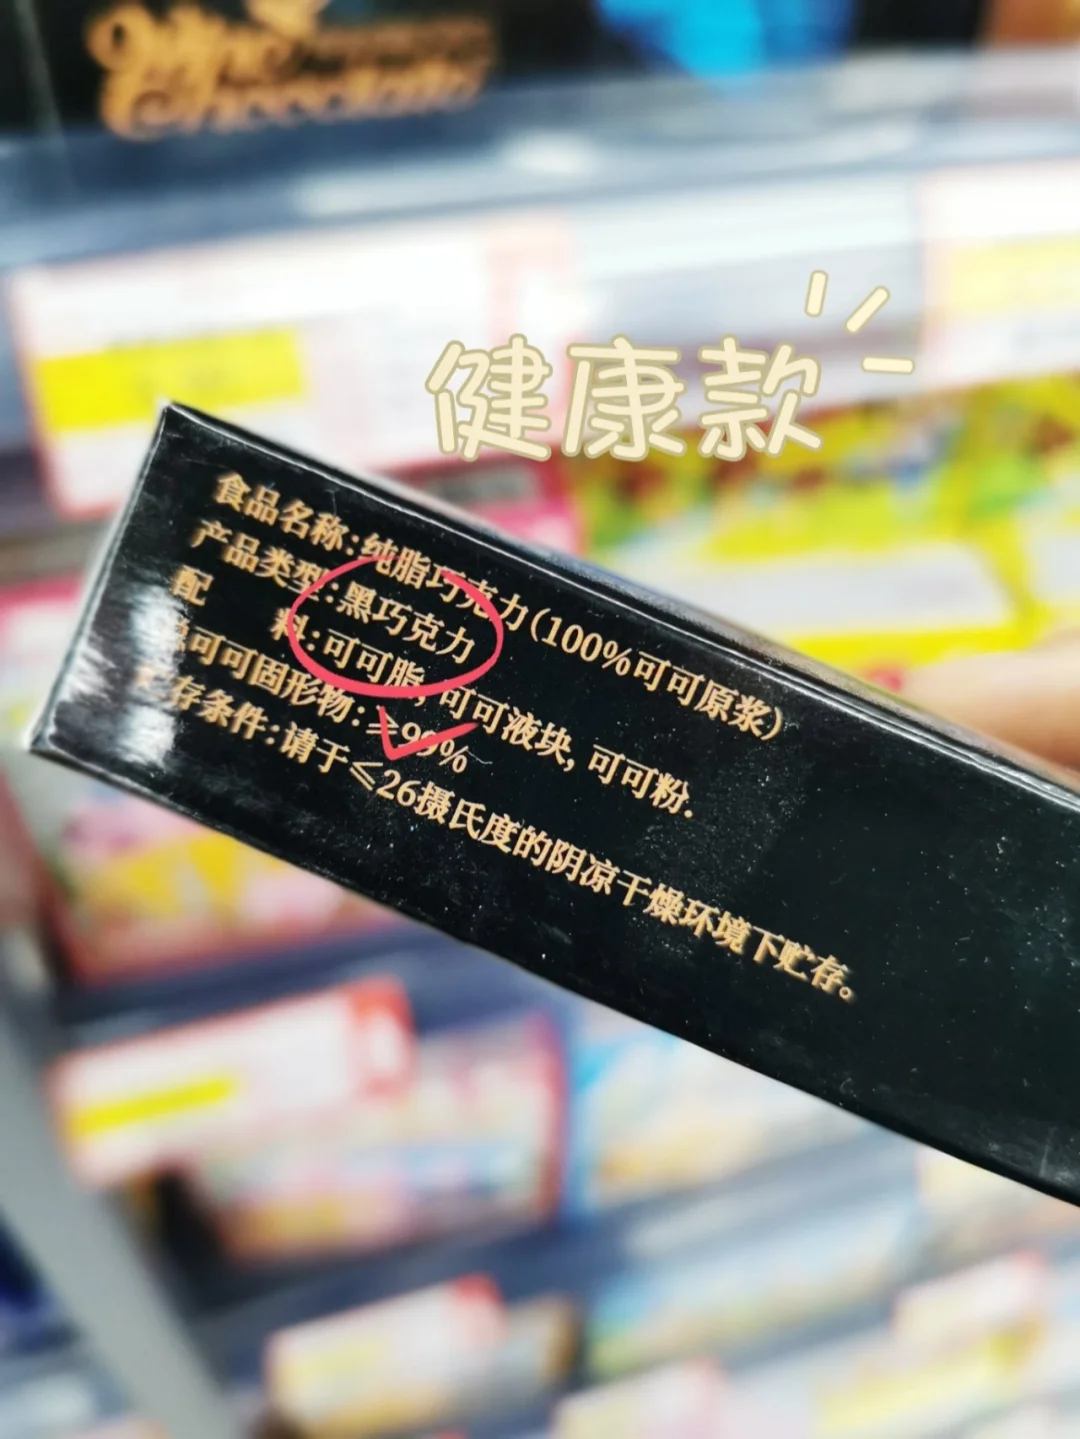 Wine
Chocolate
健康款
食品名称:纯脂巧克力(100%可可原浆)
产品类型:黑巧克力
配 料:可可脂, 可可液块, 可可粉.
可可固形物:≥99%
存条件:请于≤26摄氏度的阴凉干燥环境下贮存。